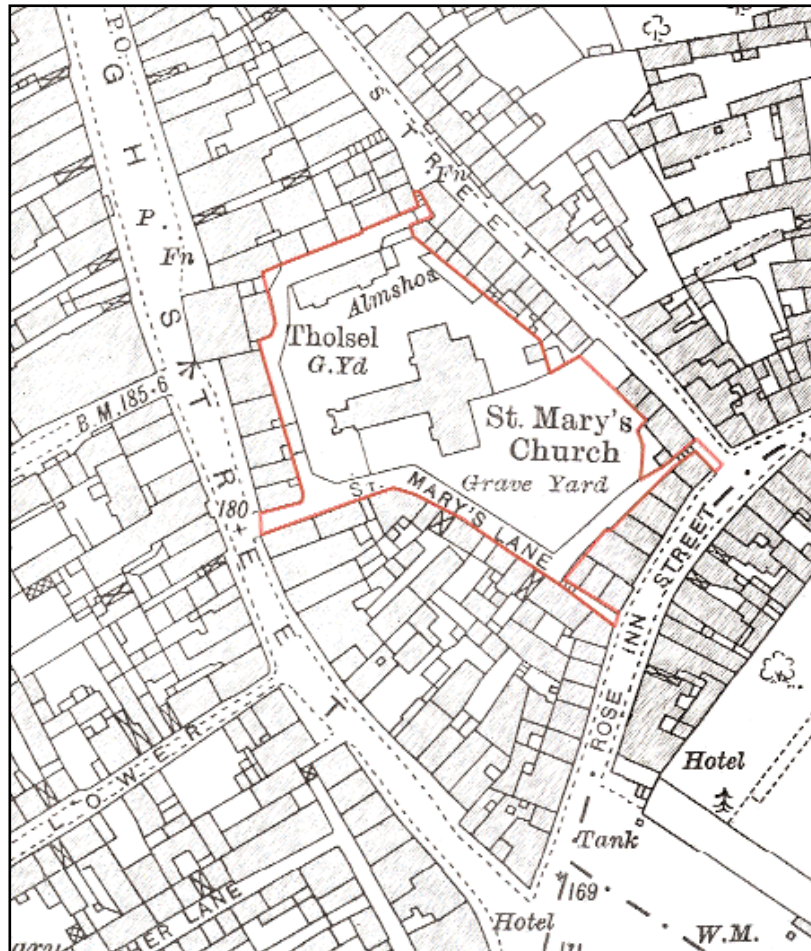 P.O.
HIGH STREET
P.
Fn
STREET
Fn
Almshos
Tholsel
G.Yd
B.M.185·6
St. Mary's
Church
Grave Yard
180
ST. MARY'S LANE
ROSE INN STREET
LOWER
Hotel
Tank
169
HER LANE
Hotel
W.M.